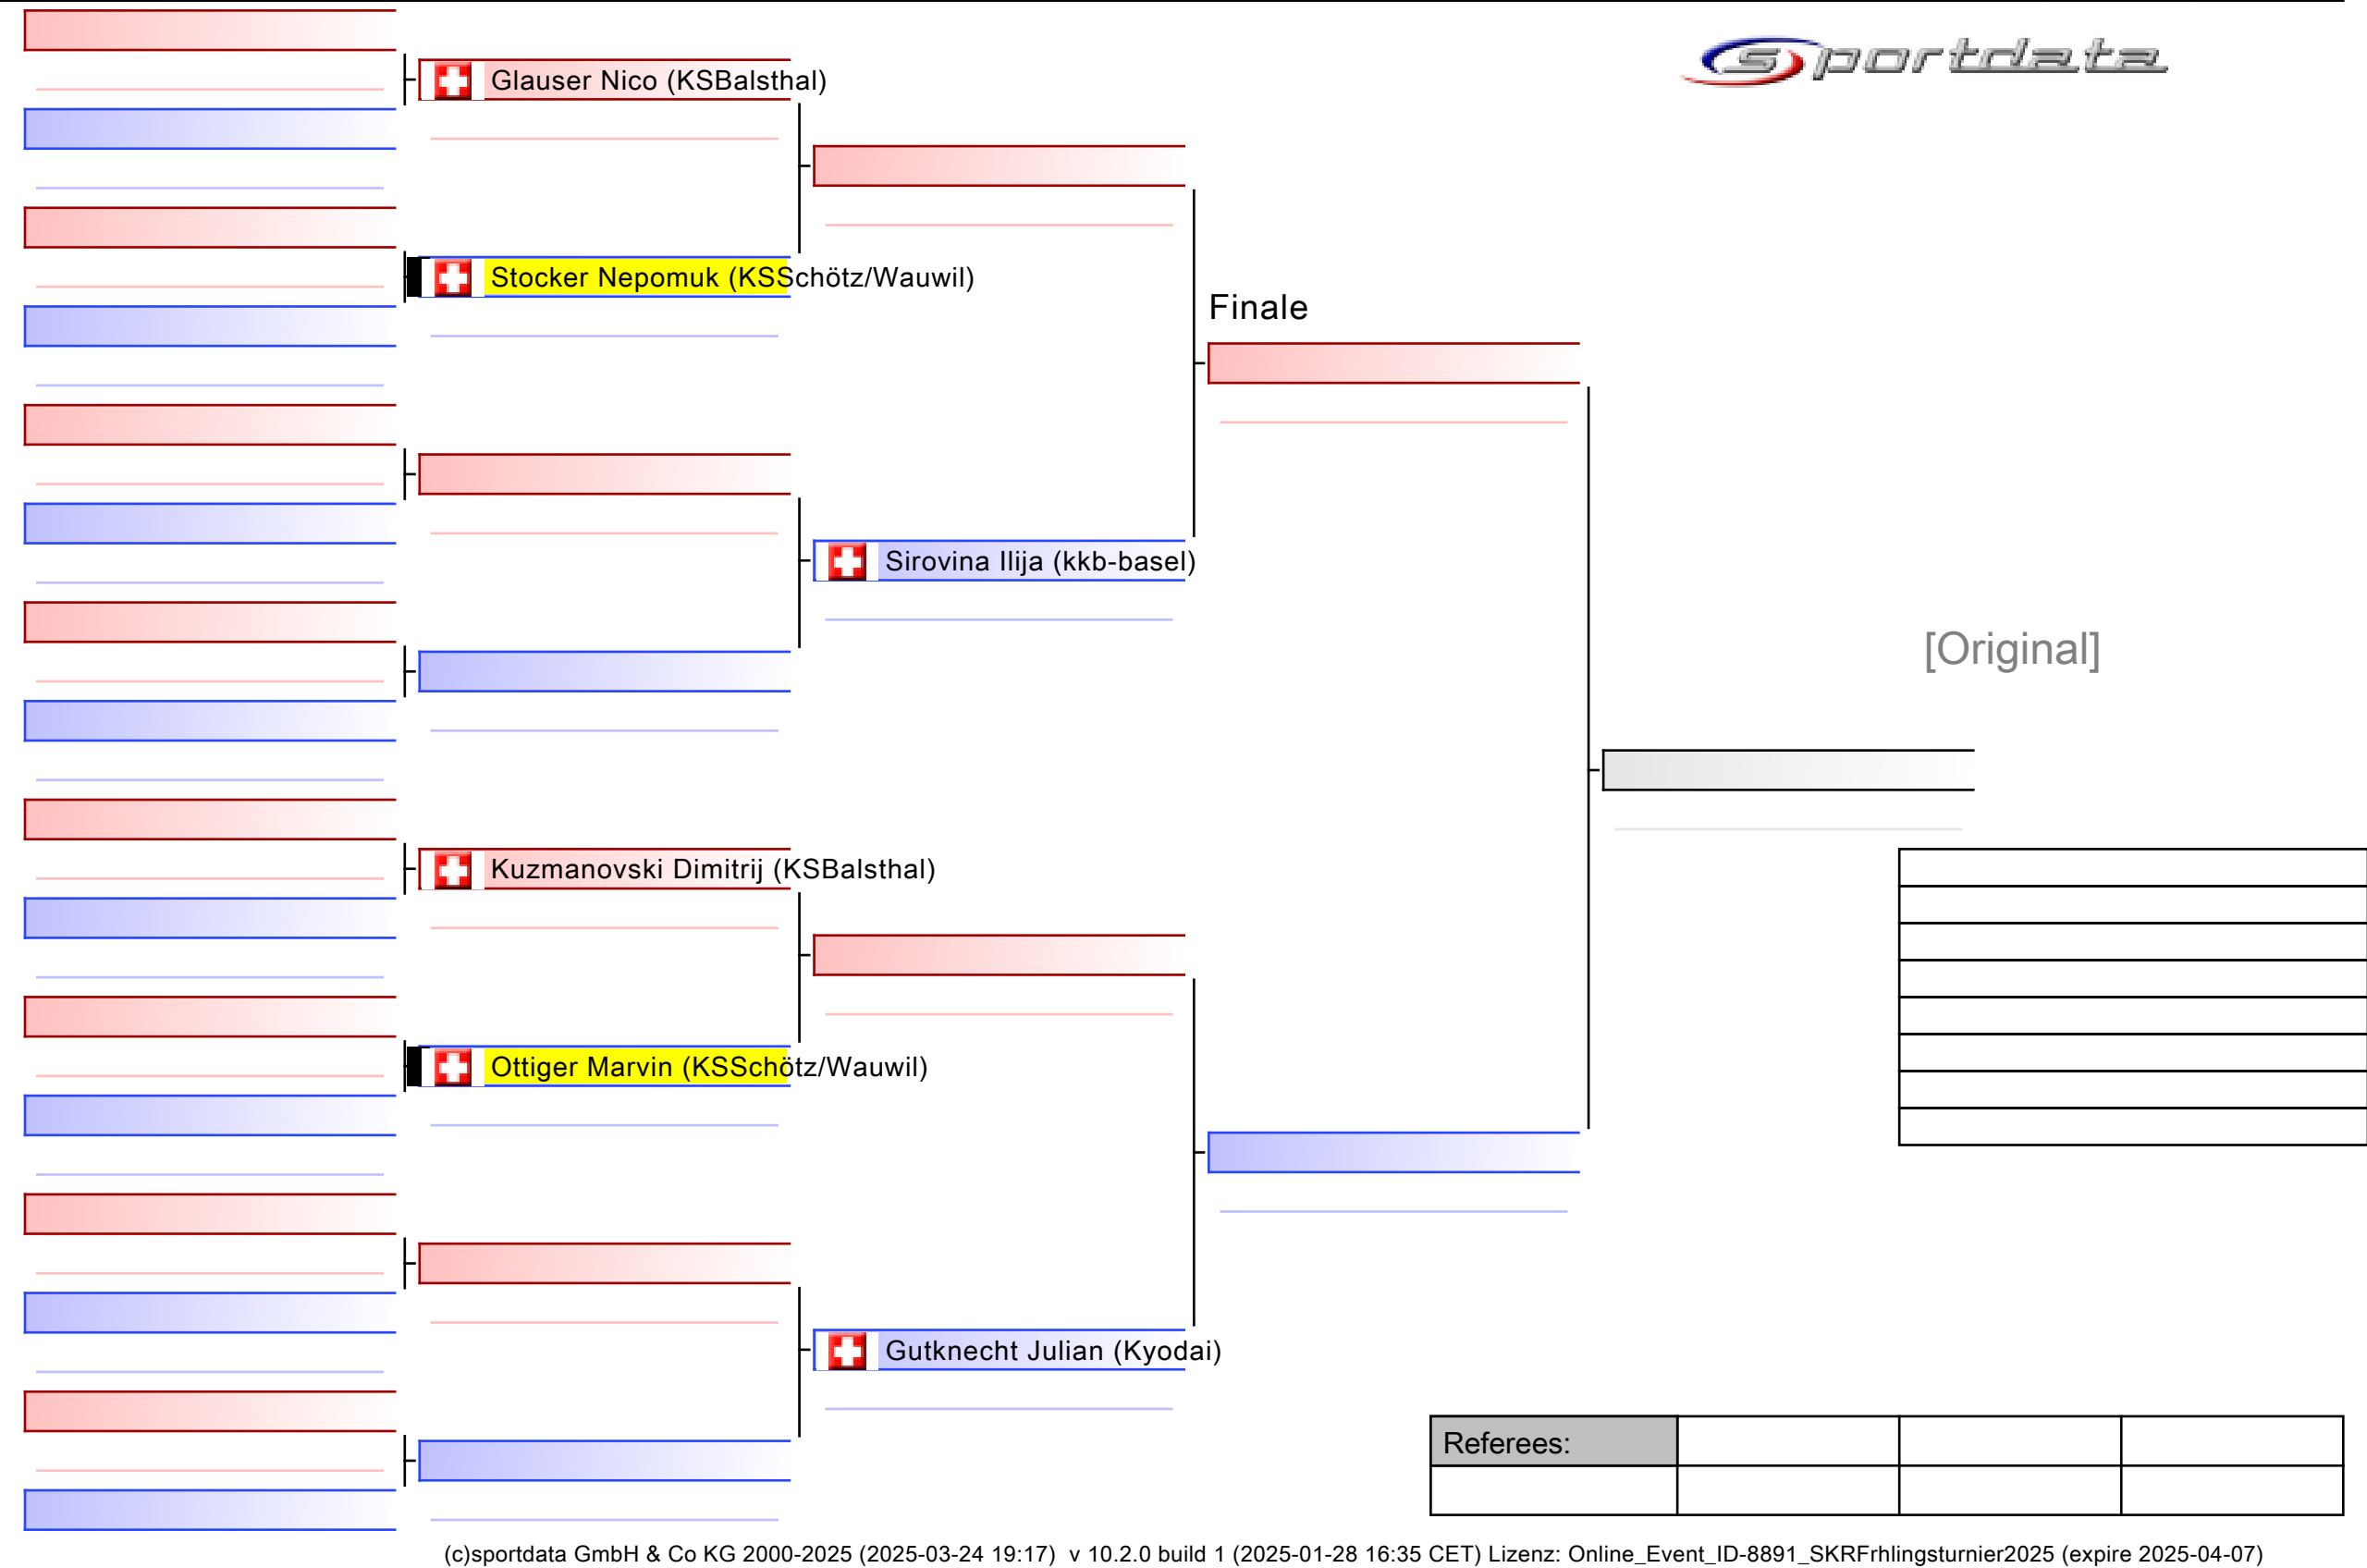 sportdata
Glauser Nico (KSBalsthal)
Stocker Nepomuk (KSSchötz/Wauwil)
Finale
Sirovina Ilija (kkb-basel)
[Original]
Kuzmanovski Dimitrij (KSBalsthal)
Ottiger Marvin (KSSchötz/Wauwil)
Gutknecht Julian (Kyodai)
Referees:
(c)sportdata GmbH & Co KG 2000-2025 (2025-03-24 19:17) v 10.2.0 build 1 (2025-01-28 16:35 CET) Lizenz: Online_Event_ID-8891_SKRFrhlingsturnier2025 (expire 2025-04-07)